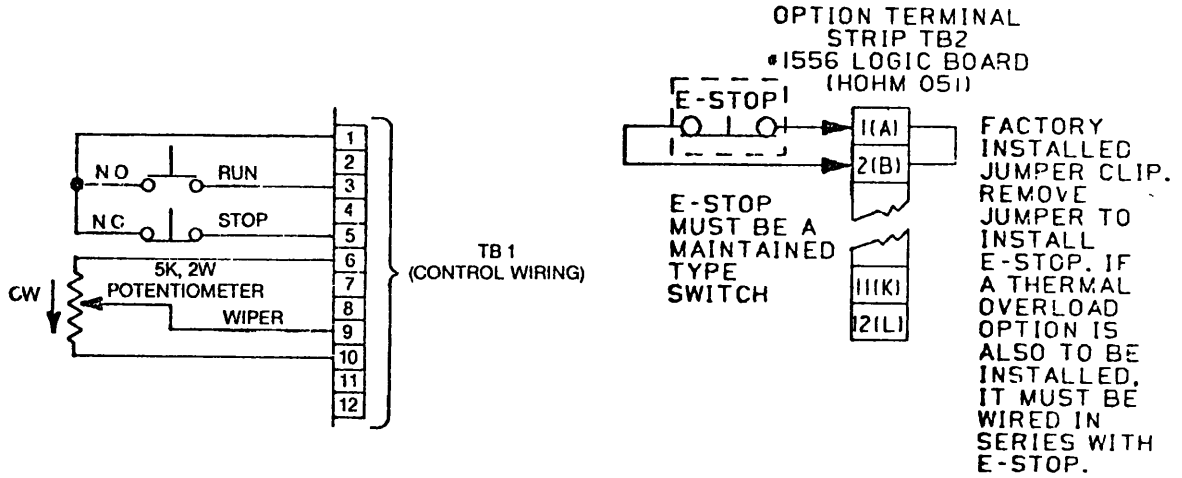 OPTION TERMINAL
STRIP TB2
#1556 LOGIC BOARD
(HOHM 051)
E-STOP
1(A)
2(B)
11(K)
12(L)
E-STOP
MUST BE A
MAINTAINED
TYPE
SWITCH
FACTORY
INSTALLED
JUMPER CLIP.
REMOVE
JUMPER TO
INSTALL
E-STOP. IF
A THERMAL
OVERLOAD
OPTION IS
ALSO TO BE
INSTALLED,
IT MUST BE
WIRED IN
SERIES WITH
E-STOP.
1
2
3
4
5
6
7
8
9
10
11
12
NO
RUN
NC
STOP
5K, 2W
POTENTIOMETER
CW
WIPER
TB1
(CONTROL WIRING)